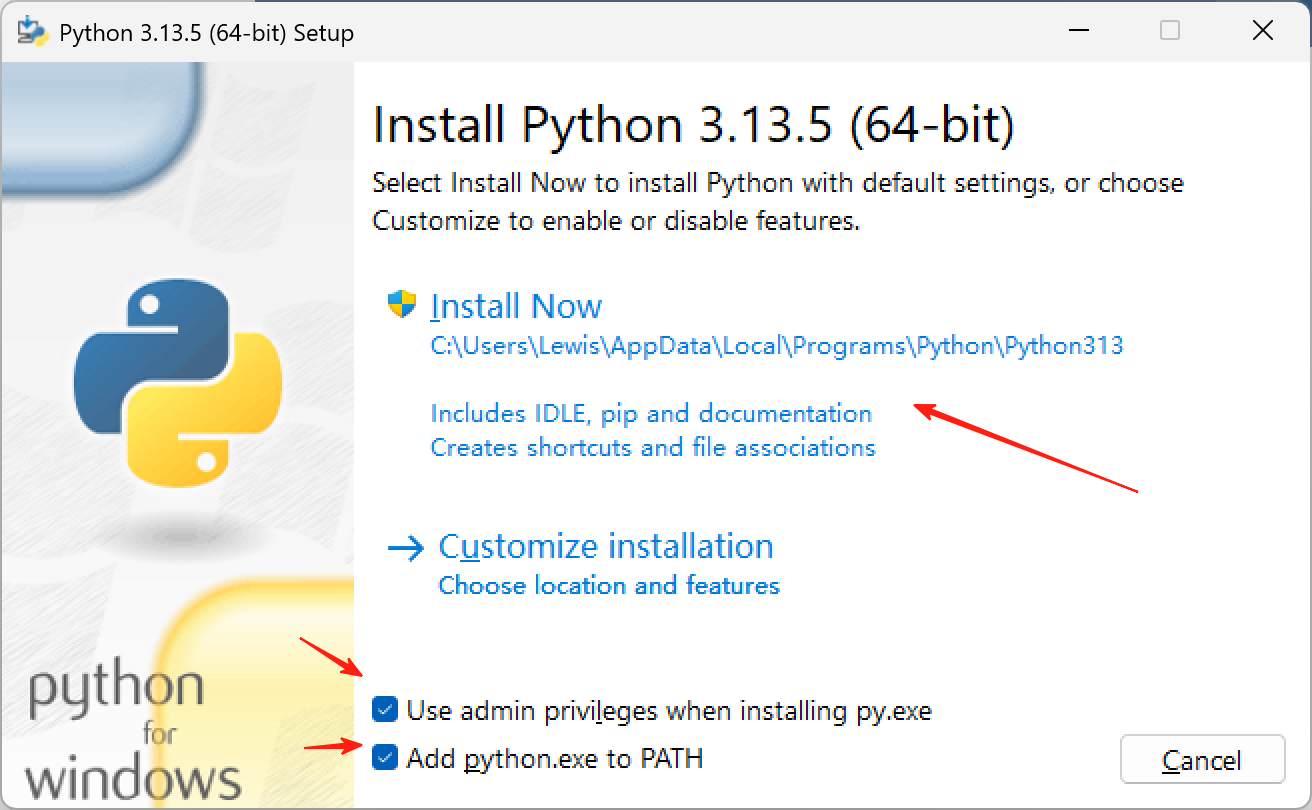 Python 3.13.5 (64-bit) Setup
Install Python 3.13.5 (64-bit)
Select Install Now to install Python with default settings, or choose
Customize to enable or disable features.
Install Now
C:\Users\Lewis\AppData\Local\Programs\Python\Python313
Includes IDLE, pip and documentation
Creates shortcuts and file associations
Customize installation
Choose location and features
Use admin privileges when installing py.exe
Add python.exe to PATH
Cancel
python
for
windows